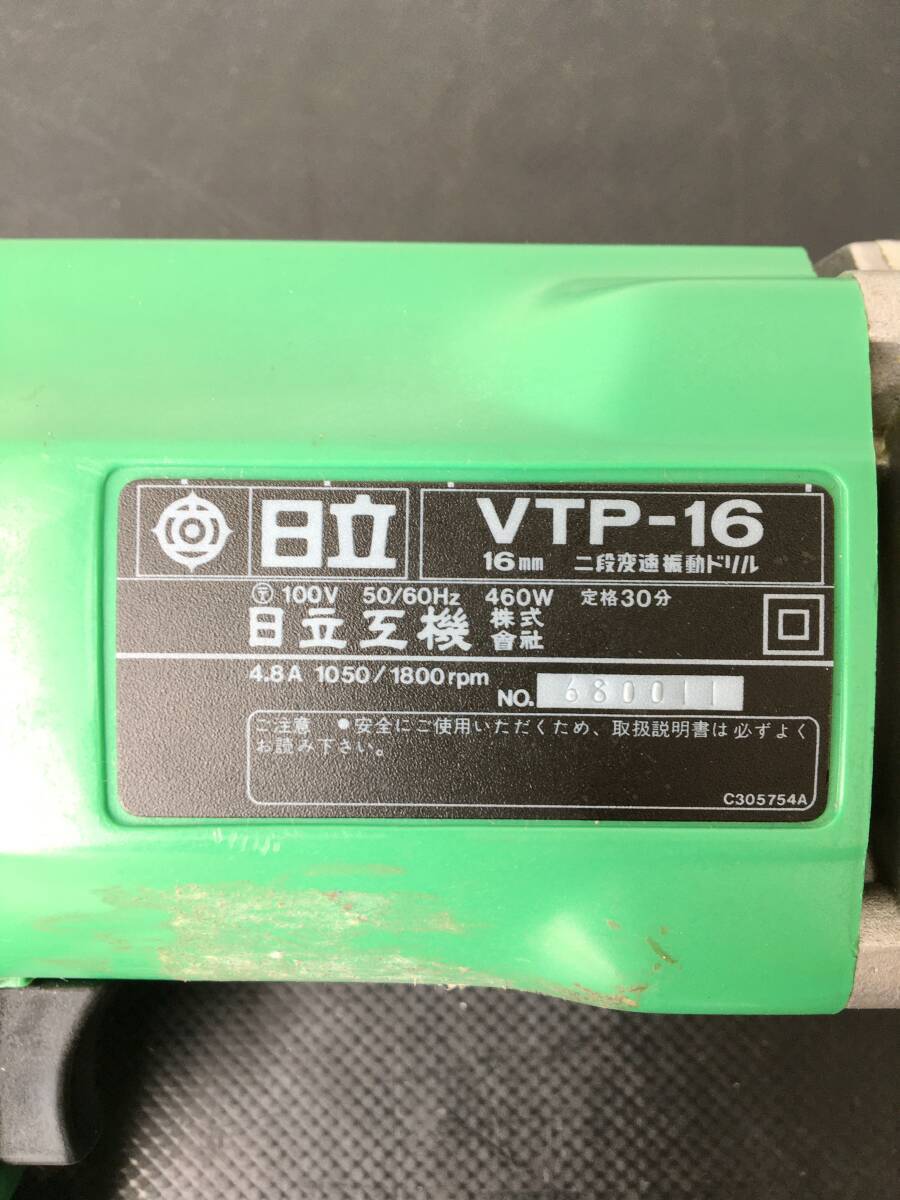 日立 VTP-16
16mm 二段変速振動ドリル
〒 100V 50/60Hz 460W 定格30分
日立工機 株式會社
4.8A 1050/1800rpm
NO. 680011
ご注意 ●安全にご使用いただくため、取扱説明書は必ずよく
お読み下さい。
C305754A